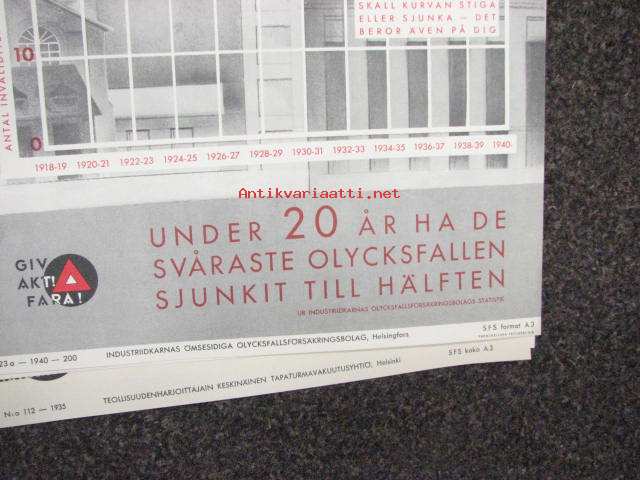 SKALL KURVAN STIGA
ELLER SJUNKA – DET
BEROR ÄVEN PÅ DIG
ANTAL
10
0
1918-19 1920-21 1922-23 1924-25 1926-27 1928-29 1930-31 1932-33 1934-35 1936-37 1938-39 1940-
Antikvariaatti.net
UNDER 20 ÅR HA DE
SVÅRASTE OLYCKSFALLEN
SJUNKIT TILL HÄLFTEN
UR INDUSTRIIDKARNAS OLYCKSFALLSFÖRSÄKRINGSBOLAGS STATISTIK
GIV
AKT!
FARA!
23a — 1940 — 200
INDUSTRIIDKARNAS ÖMSESIDIGA OLYCKSFALLSFÖRSÄKRINGSBOLAG, Helsingfors
SFS format A3
N:o 112 — 1935
TEOLLISUUDENHARJOITTAJAIN KESKINÄINEN TAPATURMAVAKUUTUSYHTIÖ, Helsinki
SFS koko A3